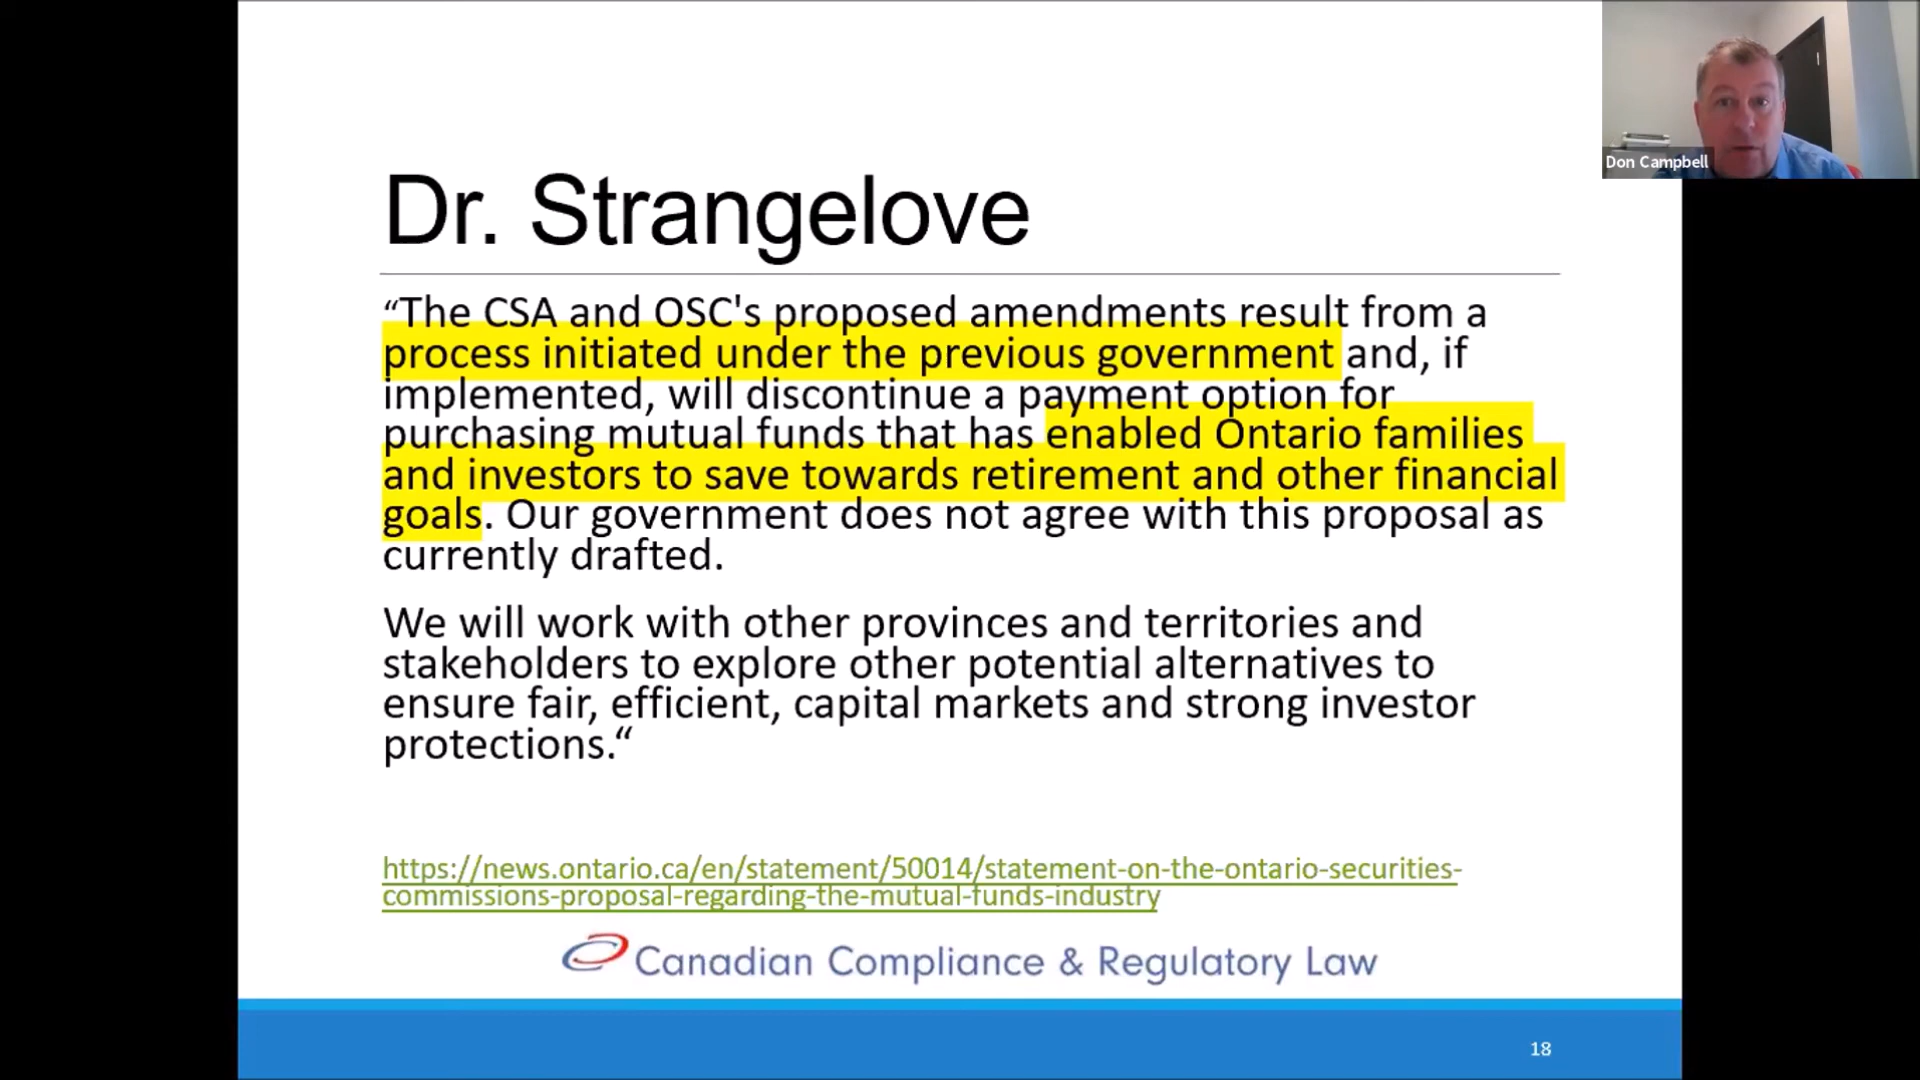 Don Campbell
Dr. Strangelove
“The CSA and OSC's proposed amendments result from a
process initiated under the previous government and, if
implemented, will discontinue a payment option for
purchasing mutual funds that has enabled Ontario families
and investors to save towards retirement and other financial
goals. Our government does not agree with this proposal as
currently drafted.
We will work with other provinces and territories and
stakeholders to explore other potential alternatives to
ensure fair, efficient, capital markets and strong investor
protections.“
https://news.ontario.ca/en/statement/50014/statement-on-the-ontario-securities-
commissions-proposal-regarding-the-mutual-funds-industry
Canadian Compliance & Regulatory Law
18